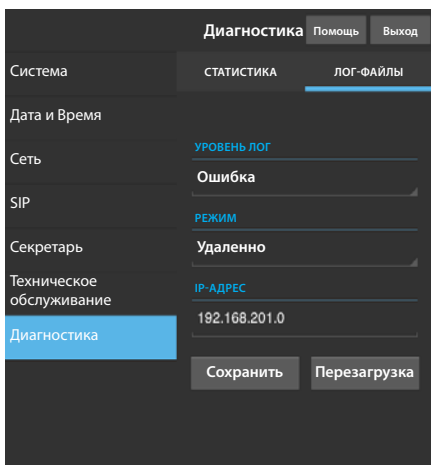 Диагностика Помощь Выход
Система
Дата и Время
Сеть
SIP
Секретарь
Техническое
обслуживание
Диагностика
СТАТИСТИКА ЛОГ-ФАЙЛЫ
УРОВЕНЬ ЛОГ
Ошибка
РЕЖИМ
Удаленно
IP-АДРЕС
192.168.201.0
Сохранить Перезагрузка